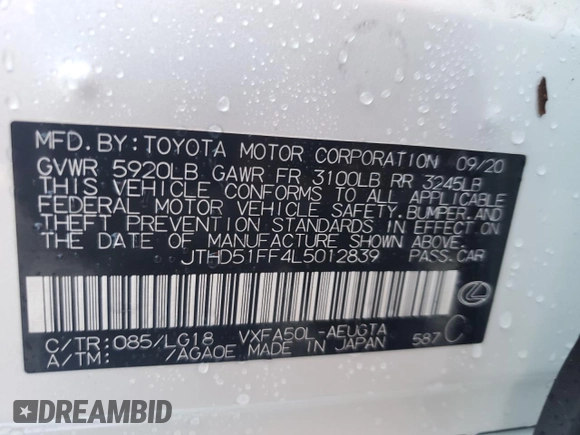 MFD.BY:TOYOTA MOTOR CORPORATION 09/20
GVWR 5920LB GAWR FR 3100LB RR 3245LB
THIS VEHICLE CONFORMS TO ALL APPLICABLE
FEDERAL MOTOR VEHICLE SAFETY,BUMPER,AND
THEFT PREVENTION STANDARDS IN EFFECT ON
THE DATE OF MANUFACTURE SHOWN ABOVE.
JTHD51FF4L5012839 PASS.CAR
C/TR:085/LG18 VXFA50L-AEUGTA
A/TM: /AGA0E MADE IN JAPAN 587 C
DREAMBID